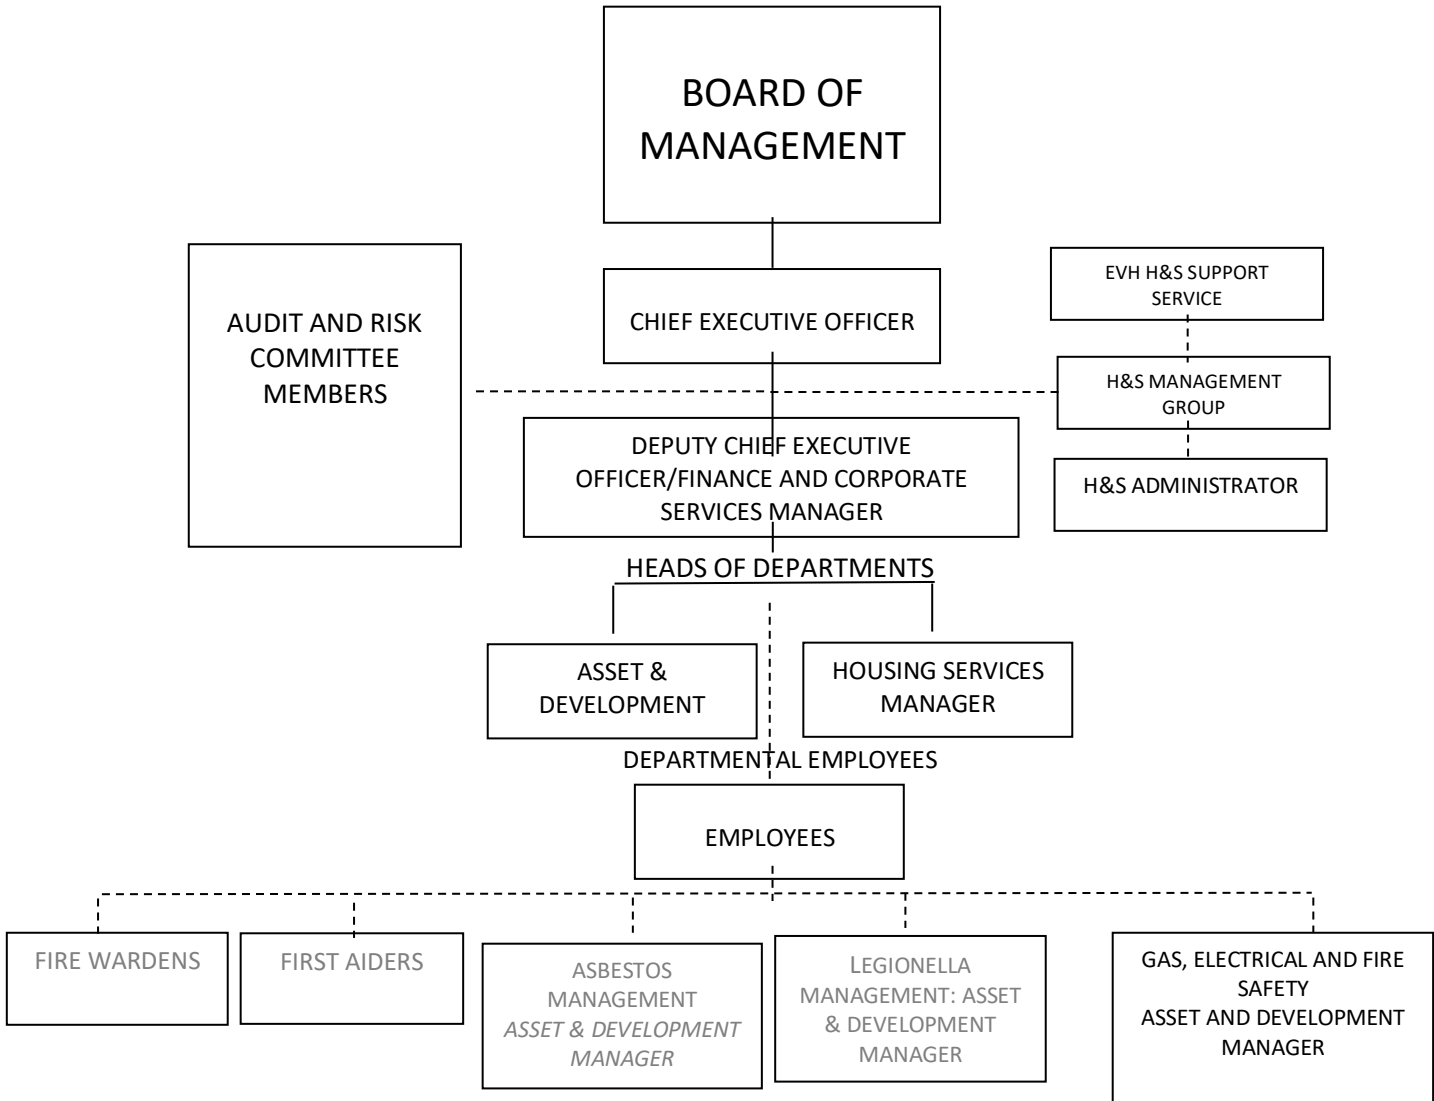 BOARD OF
MANAGEMENT
AUDIT AND RISK
COMMITTEE
MEMBERS
CHIEF EXECUTIVE OFFICER
EVH H&S SUPPORT
SERVICE
H&S MANAGEMENT
GROUP
H&S ADMINISTRATOR
DEPUTY CHIEF EXECUTIVE
OFFICER/FINANCE AND CORPORATE
SERVICES MANAGER
HEADS OF DEPARTMENTS
ASSET &
DEVELOPMENT
HOUSING SERVICES
MANAGER
DEPARTMENTAL EMPLOYEES
EMPLOYEES
FIRE WARDENS
FIRST AIDERS
ASBESTOS
MANAGEMENT
ASSET & DEVELOPMENT
MANAGER
LEGIONELLA
MANAGEMENT: ASSET
& DEVELOPMENT
MANAGER
GAS, ELECTRICAL AND FIRE
SAFETY
ASSET AND DEVELOPMENT
MANAGER